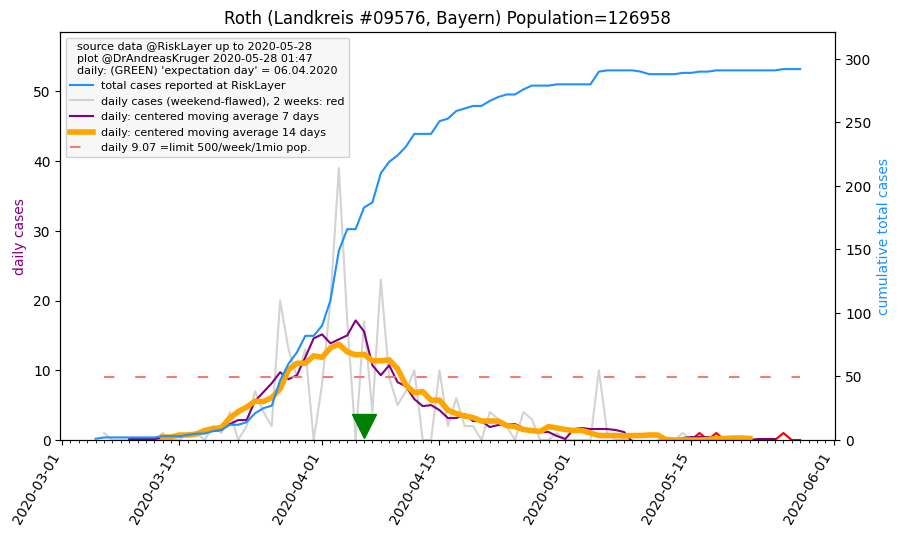 Roth (Landkreis #09576, Bayern) Population=126958
source data @RiskLayer up to 2020-05-28
plot @DrAndreasKruger 2020-05-28 01:47
daily: (GREEN) 'expectation day' = 06.04.2020
total cases reported at RiskLayer
daily cases (weekend-flawed), 2 weeks: red
daily: centered moving average 7 days
daily: centered moving average 14 days
daily 9.07 =limit 500/week/1mio pop.
daily cases
50
40
30
20
10
0
cumulative total cases
300
250
200
150
100
50
0
2020-03-01
2020-03-15
2020-04-01
2020-04-15
2020-05-01
2020-05-15
2020-06-01